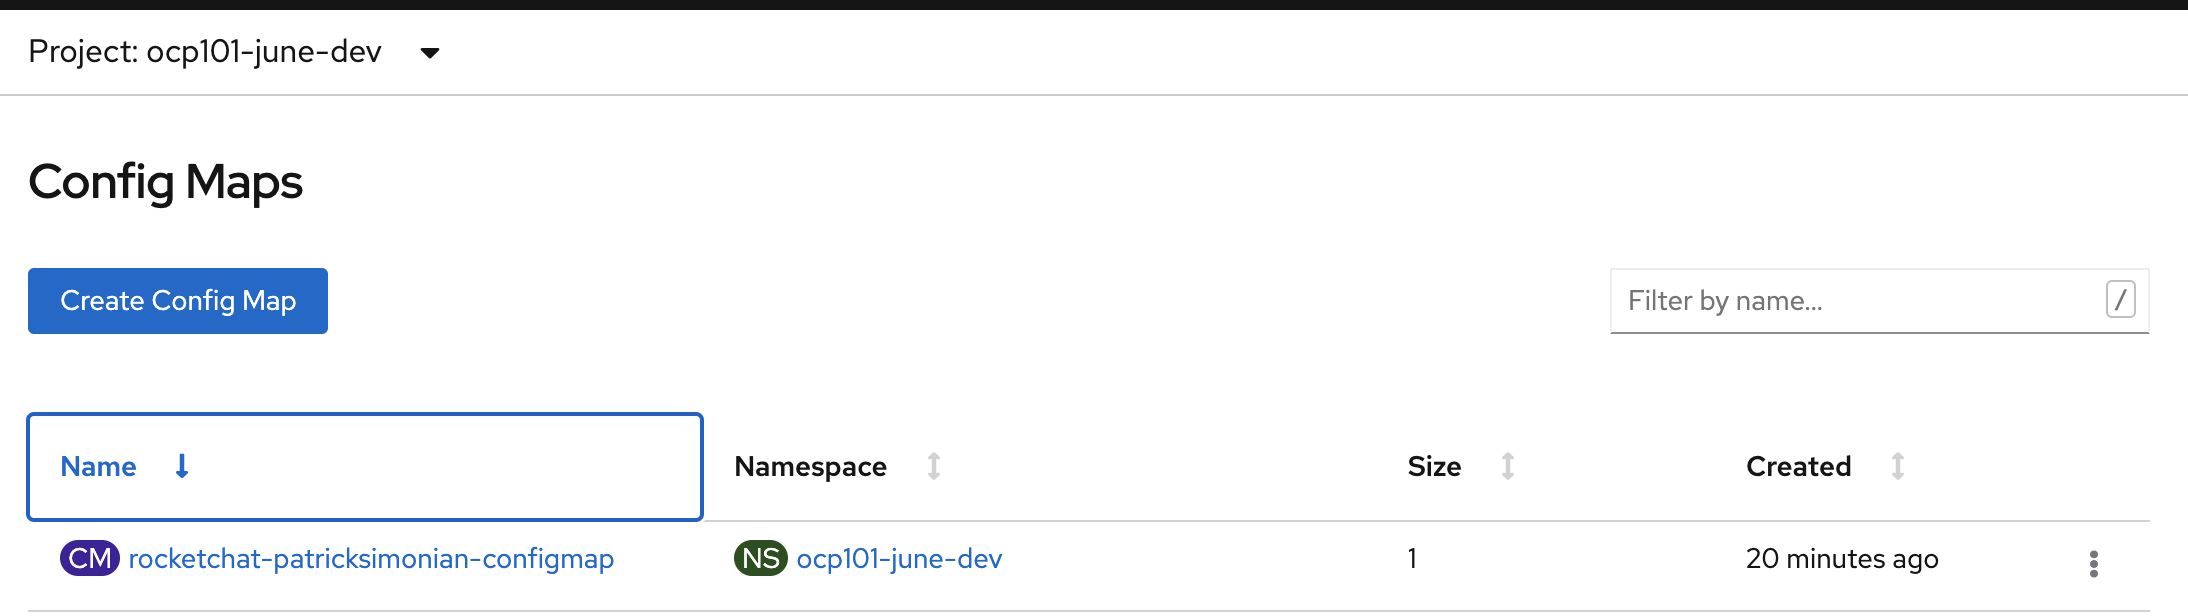 Project: ocp101-june-dev
Config Maps
Create Config Map
Filter by name... /
Name Namespace Size Created
CM rocketchat-patricksimonian-configmap NS ocp101-june-dev 1 20 minutes ago